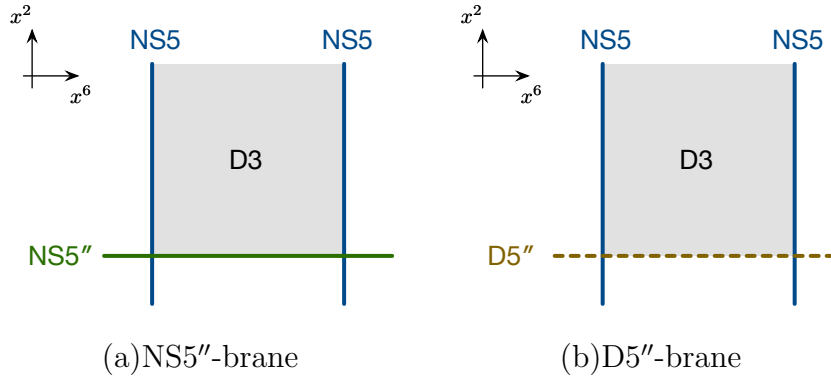 x²
x⁶
NS5
NS5
D3
NS5″
(a)NS5″-brane
x²
x⁶
NS5
NS5
D3
D5″
(b)D5″-brane